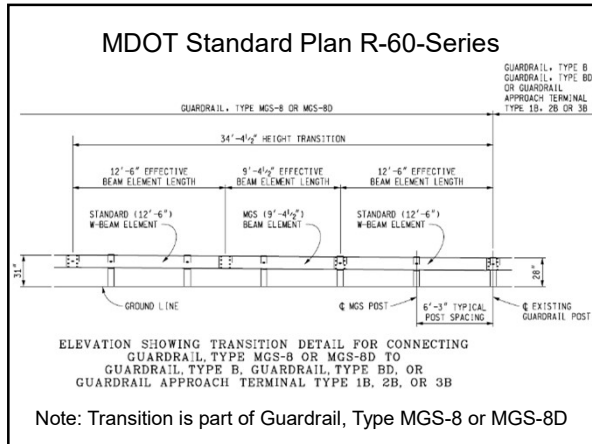 MDOT Standard Plan R-60-Series
GUARDRAIL, TYPE B
GUARDRAIL, TYPE BD
OR GUARDRAIL
APPROACH TERMINAL
TYPE 1B, 2B OR 3B
GUARDRAIL, TYPE MGS-8 OR MGS-8D
34'-4½" HEIGHT TRANSITION
12'-6" EFFECTIVE
BEAM ELEMENT LENGTH
9'-4½" EFFECTIVE
BEAM ELEMENT LENGTH
12'-6" EFFECTIVE
BEAM ELEMENT LENGTH
STANDARD (12'-6")
W-BEAM ELEMENT
MGS (9'-4½")
BEAM ELEMENT
STANDARD (12'-6")
W-BEAM ELEMENT
31"
28"
GROUND LINE
℄ MGS POST
6'-3" TYPICAL
POST SPACING
℄ EXISTING
GUARDRAIL POST
ELEVATION SHOWING TRANSITION DETAIL FOR CONNECTING
GUARDRAIL, TYPE MGS-8 OR MGS-8D TO
GUARDRAIL, TYPE B, GUARDRAIL, TYPE BD, OR
GUARDRAIL APPROACH TERMINAL TYPE 1B, 2B, OR 3B
Note: Transition is part of Guardrail, Type MGS-8 or MGS-8D